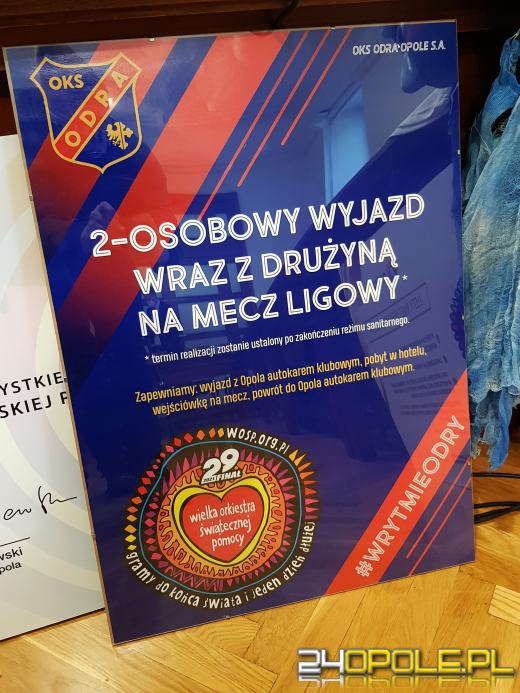 OKS
ODRA
OKS ODRA OPOLE S.A.
2-OSOBOWY WYJAZD
WRAZ Z DRUŻYNĄ
NA MECZ LIGOWY*
* termin realizacji zostanie ustalony po zakończeniu reżimu sanitarnego.
Zapewniamy: wyjazd z Opola autokarem klubowym, pobyt w hotelu,
wejściówkę na mecz, powrót do Opola autokarem klubowym.
wosp.org.pl
29
2021 FINAŁ
wielka orkiestra
świątecznej
pomocy
gramy do końca świata i jeden dzień dłużej
#WRYTMIEODRY
24OPOLE.PL